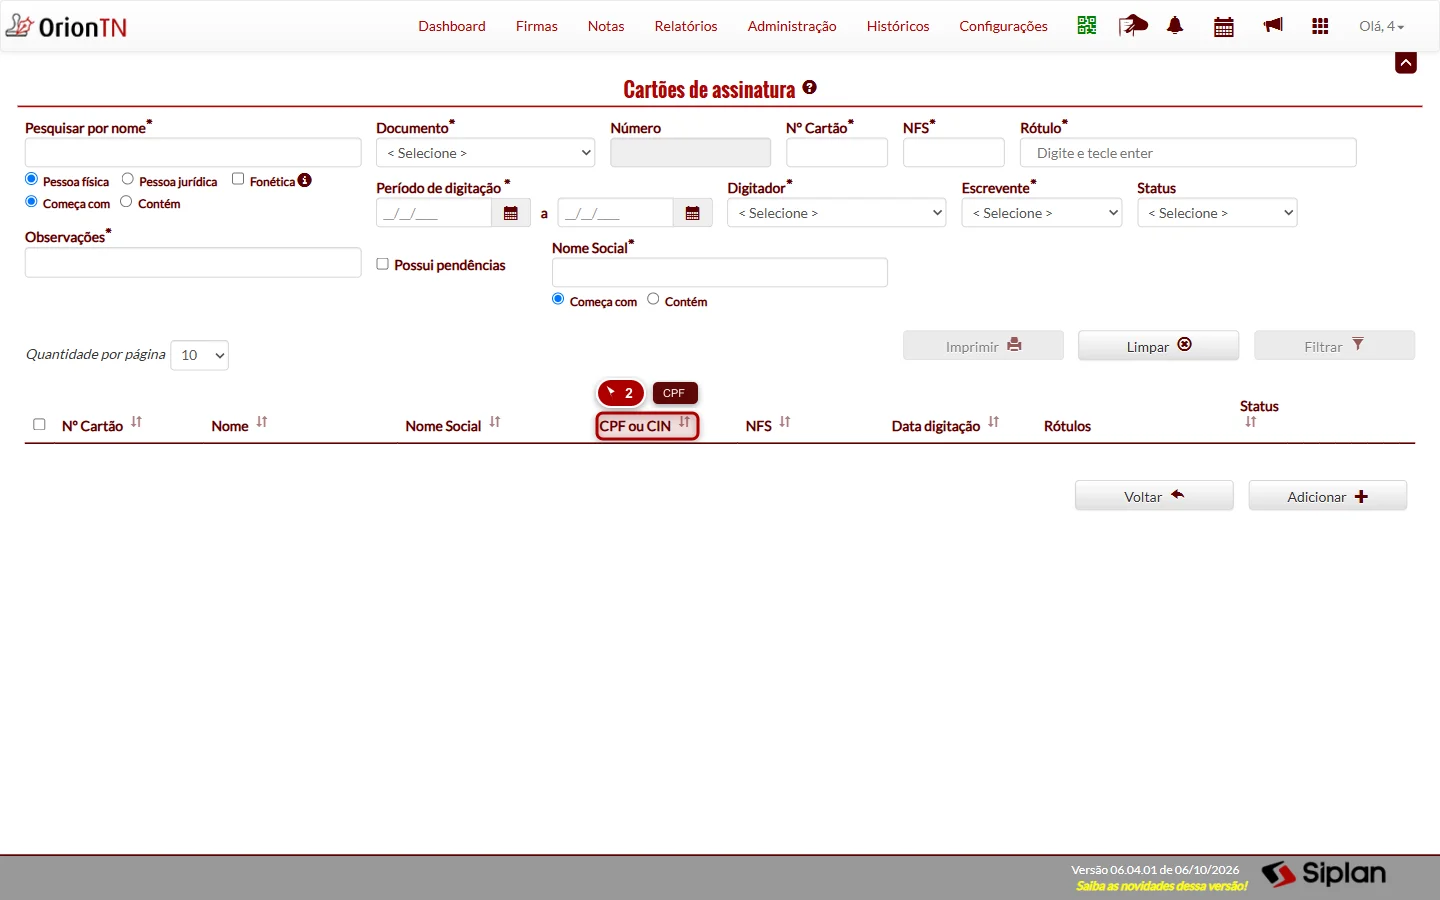 OrionTN
Dashboard Firmas Notas Relatórios Administração Históricos Configurações Olá, 4
Cartões de assinatura
Pesquisar por nome* Documento* Número Nº Cartão* NFS* Rótulo*
< Selecione > Digite e tecle enter
Pessoa física Pessoa jurídica Fonética
Começa com Contém
Período de digitação * Digitador* Escrevente* Status
__/__/____ a __/__/____ < Selecione > < Selecione > < Selecione >
Observações* Possui pendências Nome Social*
Começa com Contém
Quantidade por página 10 Imprimir Limpar Filtrar
2 CPF
Nº Cartão Nome Nome Social CPF ou CIN NFS Data digitação Rótulos Status
Voltar Adicionar
Versão 06.04.01 de 06/10/2026
Saiba as novidades dessa versão!
Siplan